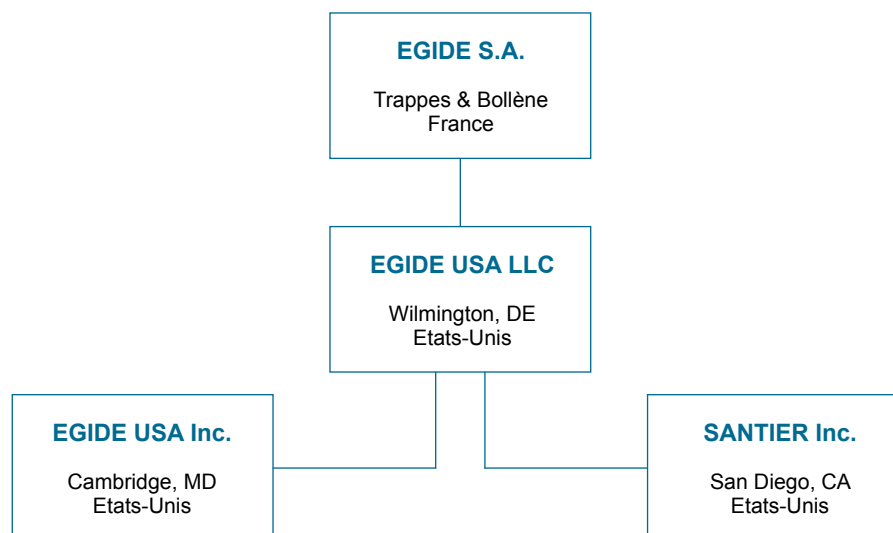 EGIDE S.A.
Trappes & Bollène
France
EGIDE USA LLC
Wilmington, DE
Etats-Unis
EGIDE USA Inc.
Cambridge, MD
Etats-Unis
SANTIER Inc.
San Diego, CA
Etats-Unis